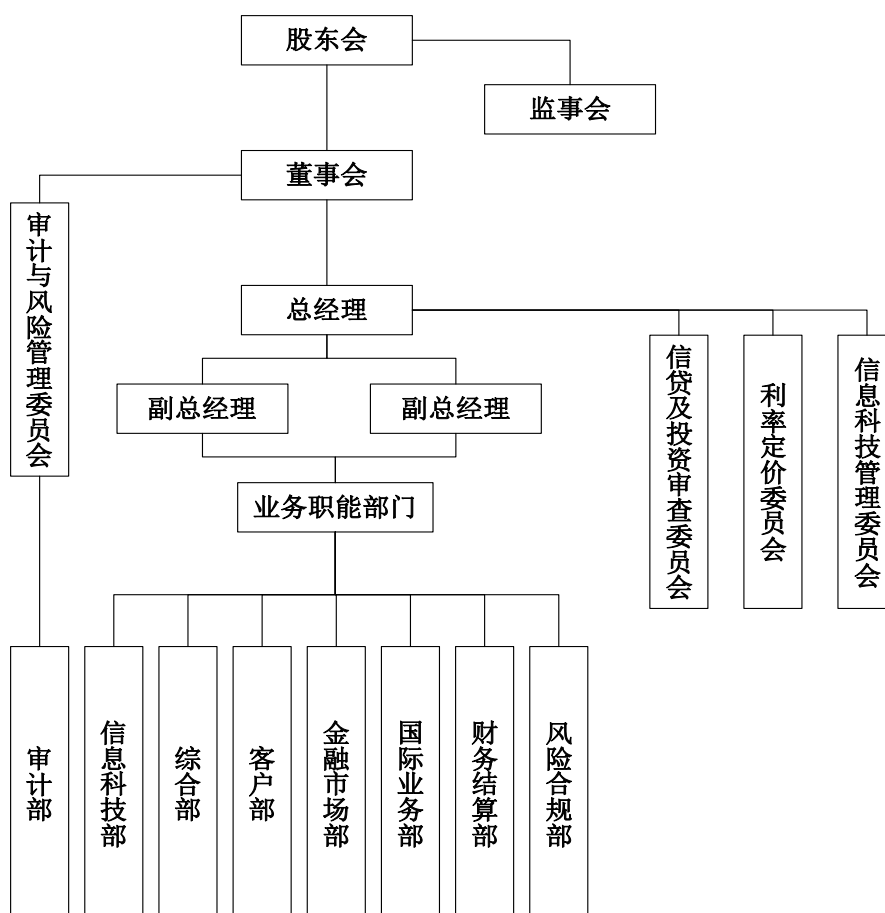 股东会
监事会
董事会
审计与风险管理委员会
总经理
信贷及投资审查委员会
利率定价委员会
信息科技管理委员会
副总经理
副总经理
业务职能部门
审计部
信息科技部
综合部
客户部
金融市场部
国际业务部
财务结算部
风险合规部